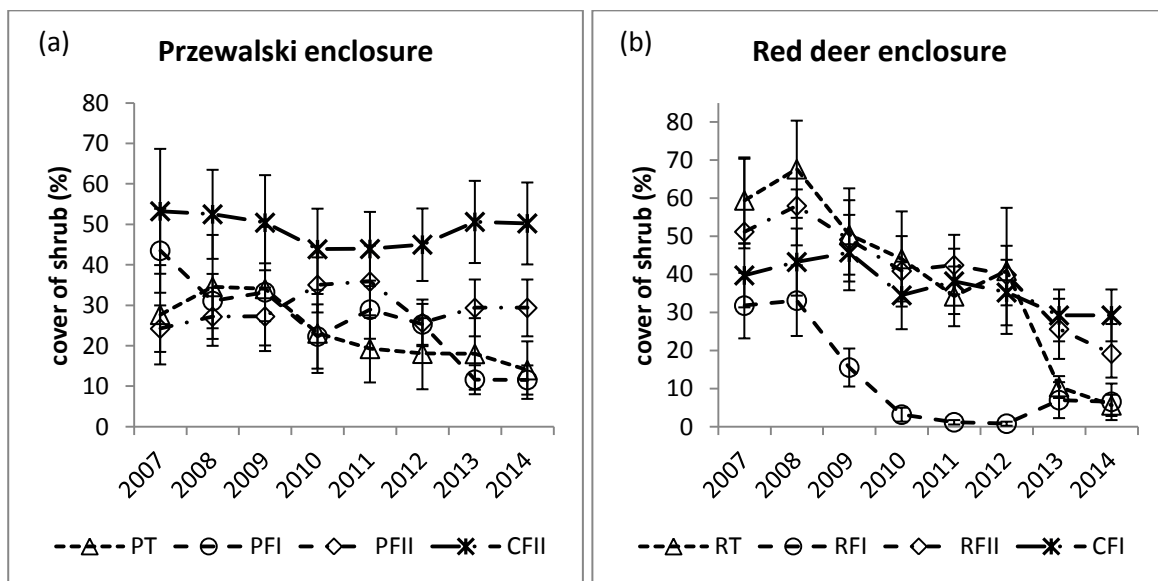 (a)
Przewalski enclosure
cover of shrub (%)
80
70
60
50
40
30
20
10
0
2007 2008 2009 2010 2011 2012 2013 2014
PT PFI PFII CFII
(b)
Red deer enclosure
cover of shrub (%)
80
70
60
50
40
30
20
10
0
2007 2008 2009 2010 2011 2012 2013 2014
RT RFI RFII CFI